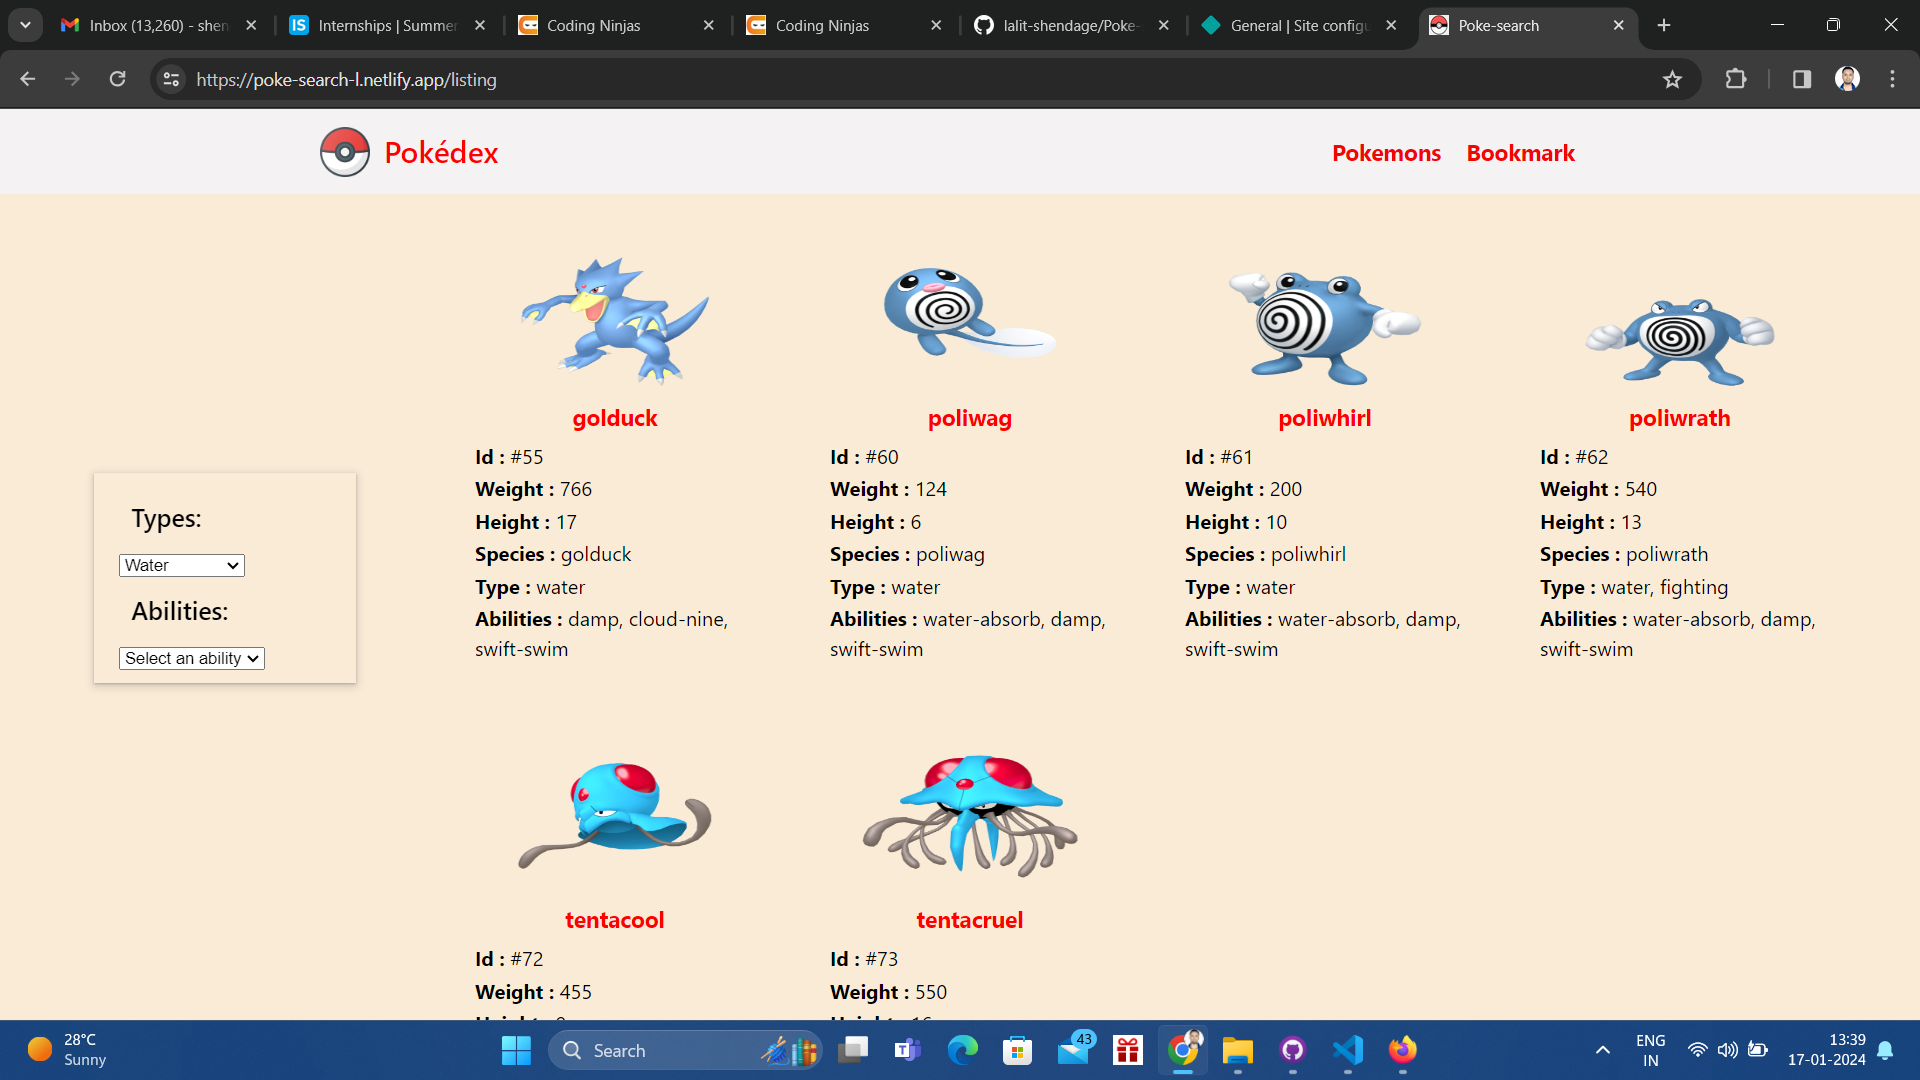 Inbox (13,260) - shen
Internships | Summer
Coding Ninjas
Coding Ninjas
lalit-shendage/Poke-
General | Site configu
Poke-search
https://poke-search-l.netlify.app/listing
Pokédex
Pokemons
Bookmark
Types:
Water
Abilities:
Select an ability
golduck
Id : #55
Weight : 766
Height : 17
Species : golduck
Type : water
Abilities : damp, cloud-nine,
swift-swim
poliwag
Id : #60
Weight : 124
Height : 6
Species : poliwag
Type : water
Abilities : water-absorb, damp,
swift-swim
poliwhirl
Id : #61
Weight : 200
Height : 10
Species : poliwhirl
Type : water
Abilities : water-absorb, damp,
swift-swim
poliwrath
Id : #62
Weight : 540
Height : 13
Species : poliwrath
Type : water, fighting
Abilities : water-absorb, damp,
swift-swim
tentacool
Id : #72
Weight : 455
tentacruel
Id : #73
Weight : 550
28°C
Sunny
Search
43
ENG
IN
13:39
17-01-2024